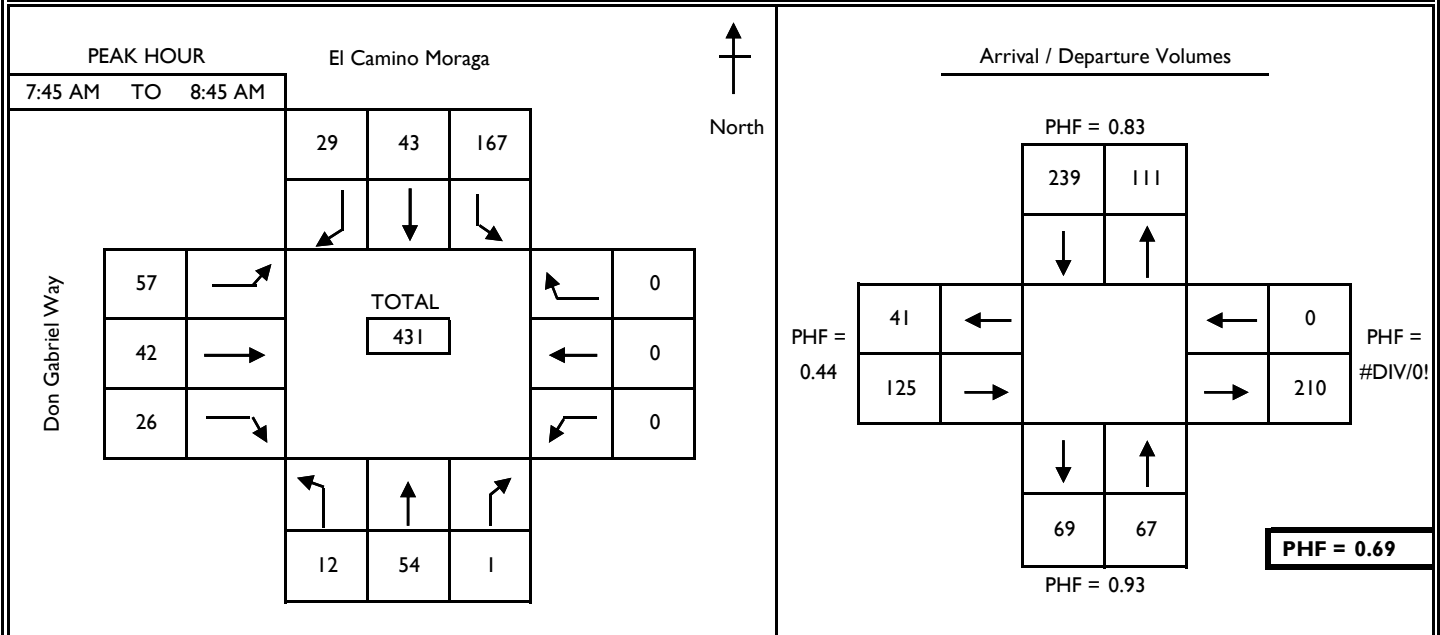 PEAK HOUR
7:45 AM TO 8:45 AM
El Camino Moraga
North
29 43 167
Don Gabriel Way
57
42
26
TOTAL
431
0
0
0
12 54 1
Arrival / Departure Volumes
PHF = 0.83
239 111
PHF =
0.44
41
125
0
210
PHF =
#DIV/0!
69 67
PHF = 0.93
PHF = 0.69